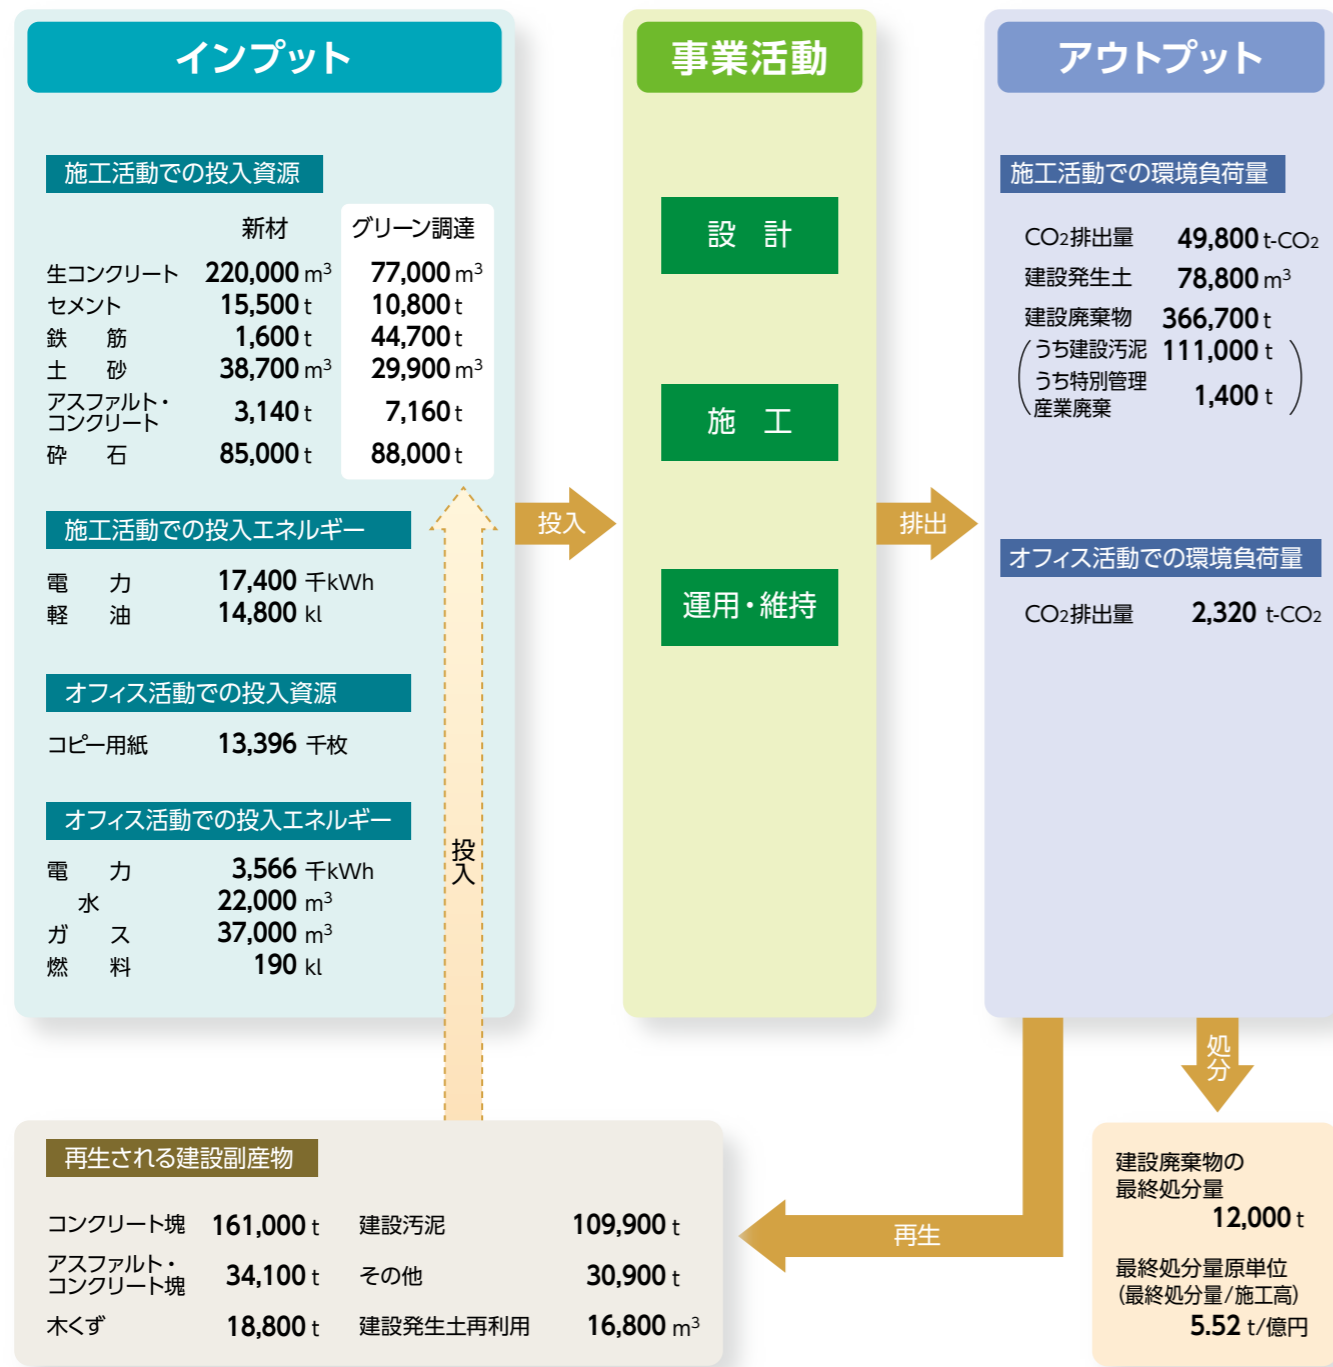 インプット
施工活動での投入資源
新材 グリーン調達
生コンクリート 220,000 m³ 77,000 m³
セメント 15,500 t 10,800 t
鉄 筋 1,600 t 44,700 t
土 砂 38,700 m³ 29,900 m³
アスファルト・
コンクリート 3,140 t 7,160 t
砕 石 85,000 t 88,000 t
施工活動での投入エネルギー
電 力 17,400 千kWh
軽 油 14,800 kl
オフィス活動での投入資源
コピー用紙 13,396 千枚
オフィス活動での投入エネルギー
電 力 3,566 千kWh
水 22,000 m³
ガ ス 37,000 m³
燃 料 190 kl
投入
投入
事業活動
設 計
施 工
運用・維持
排出
アウトプット
施工活動での環境負荷量
CO₂排出量 49,800 t-CO₂
建設発生土 78,800 m³
建設廃棄物 366,700 t
(うち建設汚泥 111,000 t
うち特別管理
産業廃棄 1,400 t)
オフィス活動での環境負荷量
CO₂排出量 2,320 t-CO₂
処分
再生
再生される建設副産物
コンクリート塊 161,000 t 建設汚泥 109,900 t
アスファルト・
コンクリート塊 34,100 t その他 30,900 t
木くず 18,800 t 建設発生土再利用 16,800 m³
建設廃棄物の
最終処分量
12,000 t
最終処分量原単位
(最終処分量/施工高)
5.52 t/億円